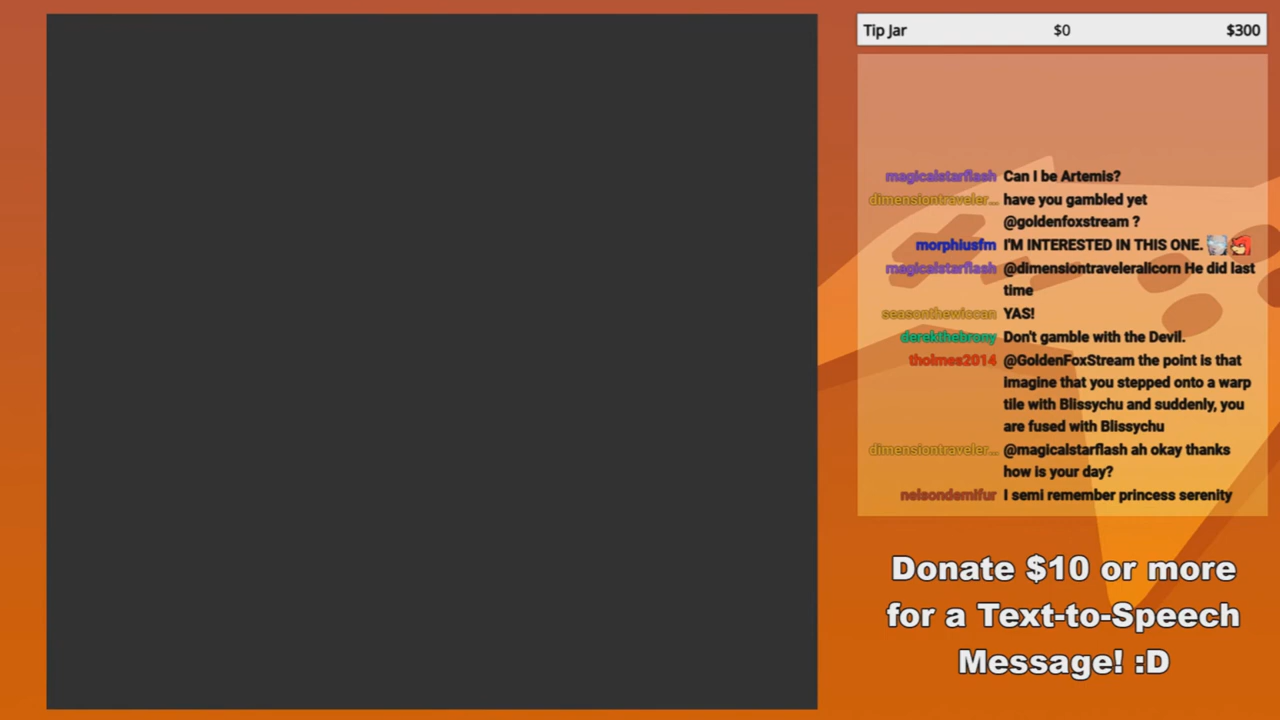 Tip Jar $0 $300
magicalstarflash Can I be Artemis?
dimensiontraveler... have you gambled yet
@goldenfoxstream ?
morphiusfm I'M INTERESTED IN THIS ONE.
magicalstarflash @dimensiontraveleralicorn He did last
time
seasonthewiccan YAS!
derekthebrony Don't gamble with the Devil.
tholmes2014 @GoldenFoxStream the point is that
imagine that you stepped onto a warp
tile with Blissychu and suddenly, you
are fused with Blissychu
dimensiontraveler... @magicalstarflash ah okay thanks
how is your day?
nelsondemifur I semi remember princess serenity
Donate $10 or more
for a Text-to-Speech
Message! :D